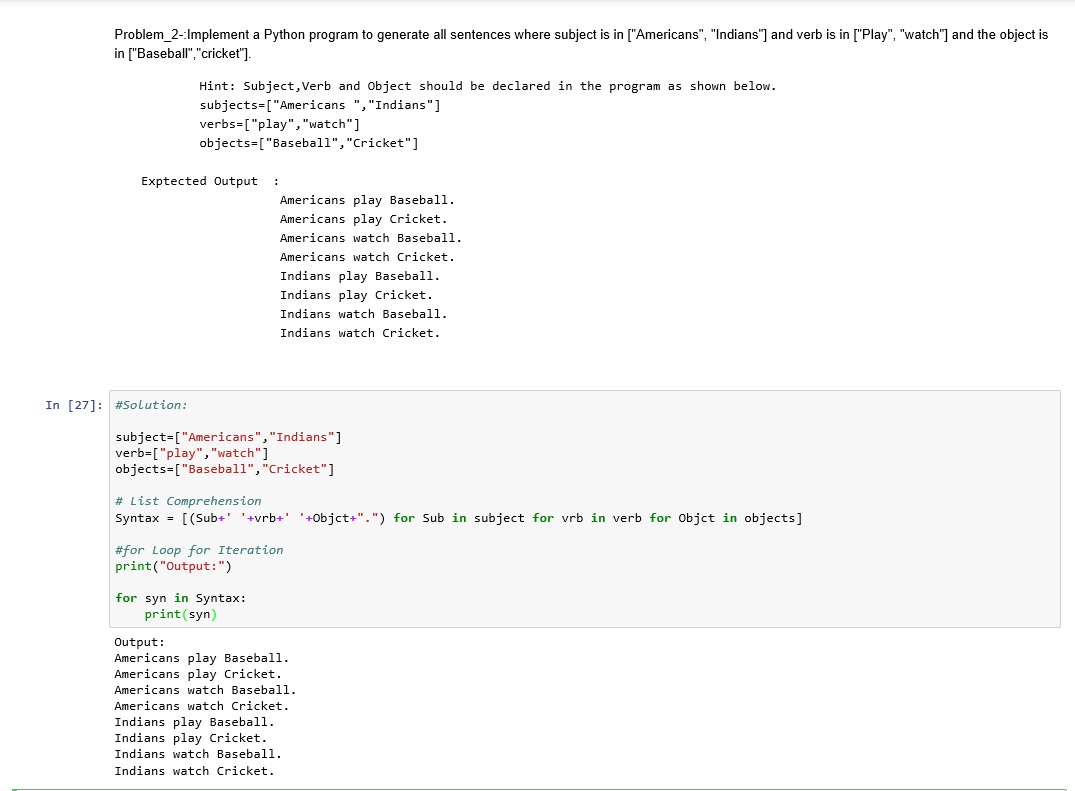 Problem_2-:Implement a Python program to generate all sentences where subject is in ["Americans", "Indians"] and verb is in ["Play", "watch"] and the object is
in ["Baseball","cricket"].
Hint: Subject,Verb and Object should be declared in the program as shown below.
subjects=["Americans ","Indians"]
verbs=["play","watch"]
objects=["Baseball","Cricket"]
Exptected Output  :
Americans play Baseball.
Americans play Cricket.
Americans watch Baseball.
Americans watch Cricket.
Indians play Baseball.
Indians play Cricket.
Indians watch Baseball.
Indians watch Cricket.
In [27]: #Solution:
subject=["Americans","Indians"]
verb=["play","watch"]
objects=["Baseball","Cricket"]
# List Comprehension
Syntax = [(Sub+' '+vrb+' '+Objct+".") for Sub in subject for vrb in verb for Objct in objects]
#for Loop for Iteration
print("Output:")
for syn in Syntax:
    print(syn)
Output:
Americans play Baseball.
Americans play Cricket.
Americans watch Baseball.
Americans watch Cricket.
Indians play Baseball.
Indians play Cricket.
Indians watch Baseball.
Indians watch Cricket.